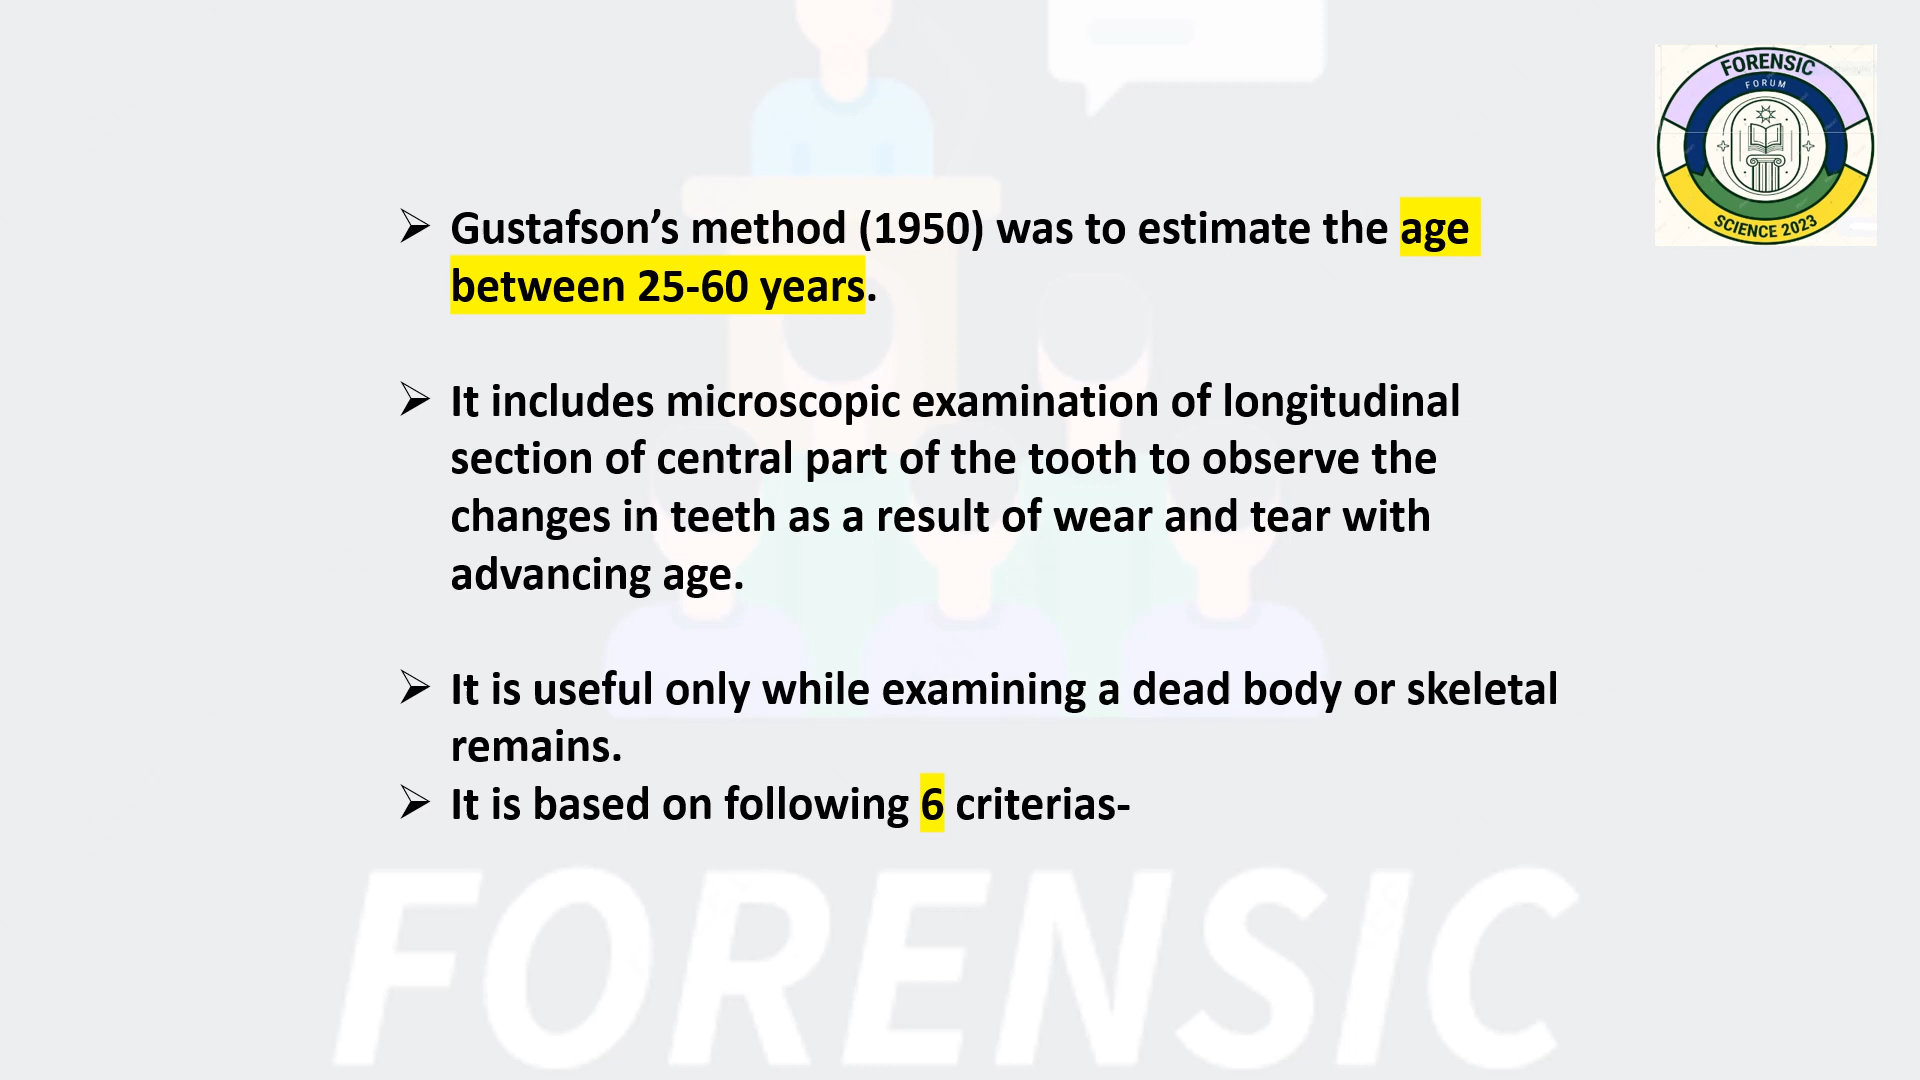 FORENSIC
FORUM
SCIENCE 2023
➢ Gustafson’s method (1950) was to estimate the age
between 25-60 years.
➢ It includes microscopic examination of longitudinal
section of central part of the tooth to observe the
changes in teeth as a result of wear and tear with
advancing age.
➢ It is useful only while examining a dead body or skeletal
remains.
➢ It is based on following 6 criterias-
FORENSIC